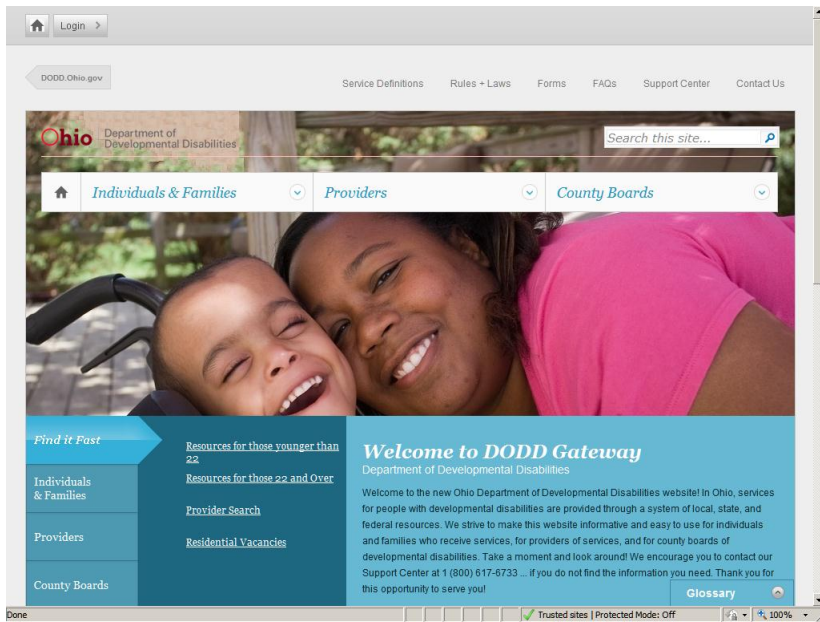 Login
DODD.Ohio.gov
Service Definitions Rules + Laws Forms FAQs Support Center Contact Us
Ohio Department of
Developmental Disabilities
Search this site...
Individuals & Families Providers County Boards
Find it Fast
Individuals
& Families
Providers
County Boards
Resources for those younger than
22
Resources for those 22 and Over
Provider Search
Residential Vacancies
Welcome to DODD Gateway
Department of Developmental Disabilities
Welcome to the new Ohio Department of Developmental Disabilities website! In Ohio, services
for people with developmental disabilities are provided through a system of local, state, and
federal resources. We strive to make this website informative and easy to use for individuals
and families who receive services, for providers of services, and for county boards of
developmental disabilities. Take a moment and look around! We encourage you to contact our
Support Center at 1 (800) 617-6733 ... if you do not find the information you need. Thank you for
this opportunity to serve you!
Glossary
Done Trusted sites | Protected Mode: Off 100%